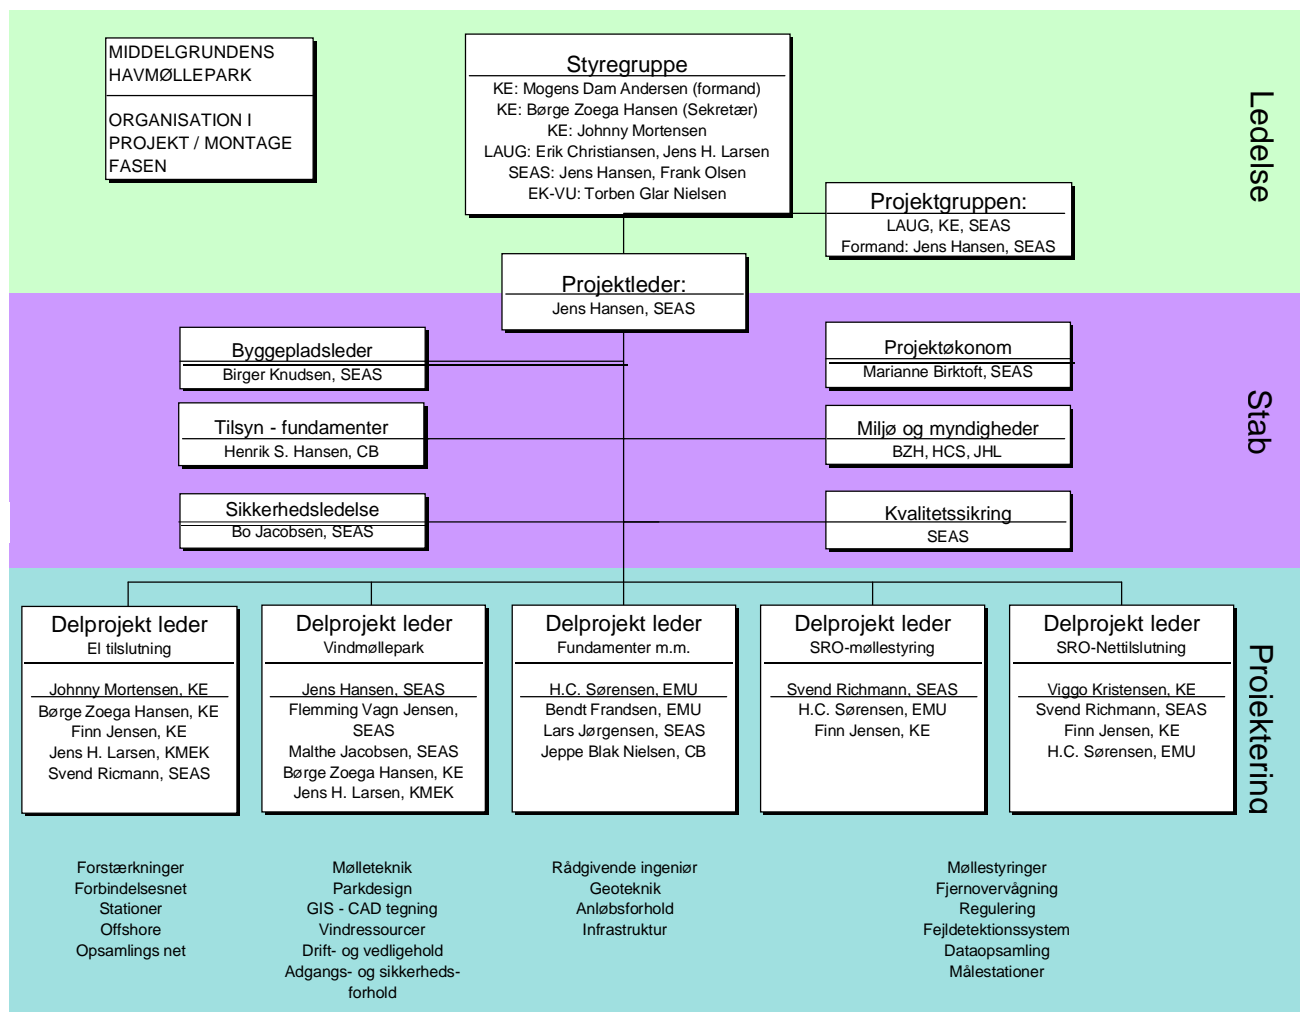 MIDDELGRUNDENS
HAVMØLLEPARK
ORGANISATION I
PROJEKT / MONTAGE
FASEN
Styregruppe
KE: Mogens Dam Andersen (formand)
KE: Børge Zoega Hansen (Sekretær)
KE: Johnny Mortensen
LAUG: Erik Christiansen, Jens H. Larsen
SEAS: Jens Hansen, Frank Olsen
EK-VU: Torben Glar Nielsen
Projektgruppen:
LAUG, KE, SEAS
Formand: Jens Hansen, SEAS
Ledelse
Projektleder:
Jens Hansen, SEAS
Byggepladsleder
Birger Knudsen, SEAS
Projektøkonom
Marianne Birktoft, SEAS
Tilsyn - fundamenter
Henrik S. Hansen, CB
Miljø og myndigheder
BZH, HCS, JHL
Sikkerhedsledelse
Bo Jacobsen, SEAS
Kvalitetssikring
SEAS
Stab
Delprojekt leder
El tilslutning
Johnny Mortensen, KE
Børge Zoega Hansen, KE
Finn Jensen, KE
Jens H. Larsen, KMEK
Svend Ricmann, SEAS
Delprojekt leder
Vindmøllepark
Jens Hansen, SEAS
Flemming Vagn Jensen,
SEAS
Malthe Jacobsen, SEAS
Børge Zoega Hansen, KE
Jens H. Larsen, KMEK
Delprojekt leder
Fundamenter m.m.
H.C. Sørensen, EMU
Bendt Frandsen, EMU
Lars Jørgensen, SEAS
Jeppe Blak Nielsen, CB
Delprojekt leder
SRO-møllestyring
Svend Richmann, SEAS
H.C. Sørensen, EMU
Finn Jensen, KE
Delprojekt leder
SRO-Nettilslutning
Viggo Kristensen, KE
Svend Richmann, SEAS
Finn Jensen, KE
H.C. Sørensen, EMU
Projektering
Forstærkninger
Forbindelsesnet
Stationer
Offshore
Opsamlings net
Mølleteknik
Parkdesign
GIS - CAD tegning
Vindressourcer
Drift- og vedligehold
Adgangs- og sikkerheds-
forhold
Rådgivende ingeniør
Geoteknik
Anløbsforhold
Infrastruktur
Møllestyringer
Fjernovervågning
Regulering
Fejldetektionssystem
Dataopsamling
Målestationer